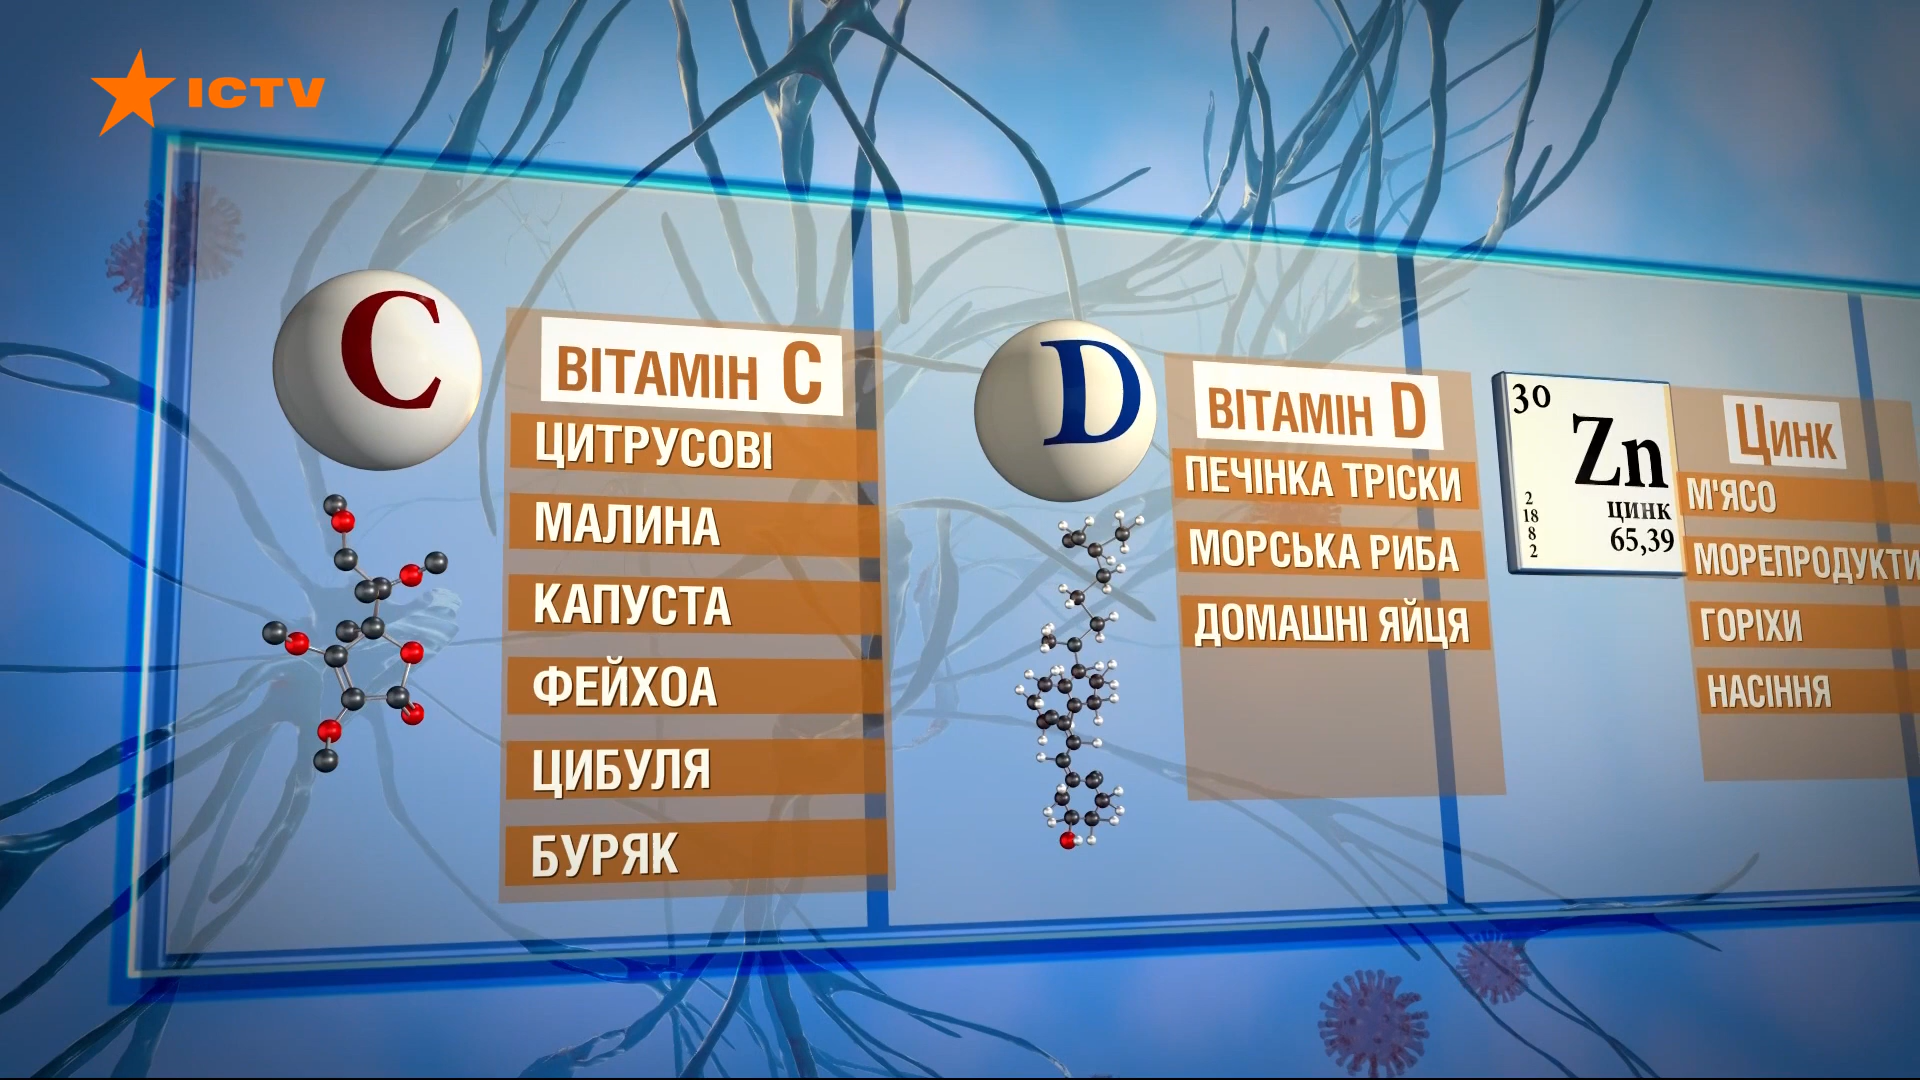 ICTV
C
ВІТАМІН C
ЦИТРУСОВІ
МАЛИНА
КАПУСТА
ФЕЙХОА
ЦИБУЛЯ
БУРЯК
D
ВІТАМІН D
ПЕЧІНКА ТРІСКИ
МОРСЬКА РИБА
ДОМАШНІ ЯЙЦЯ
30
Zn
ЦИНК
65,39
2
18
8
2
ЦИНК
М'ЯСО
МОРЕПРОДУКТИ
ГОРІХИ
НАСІННЯ